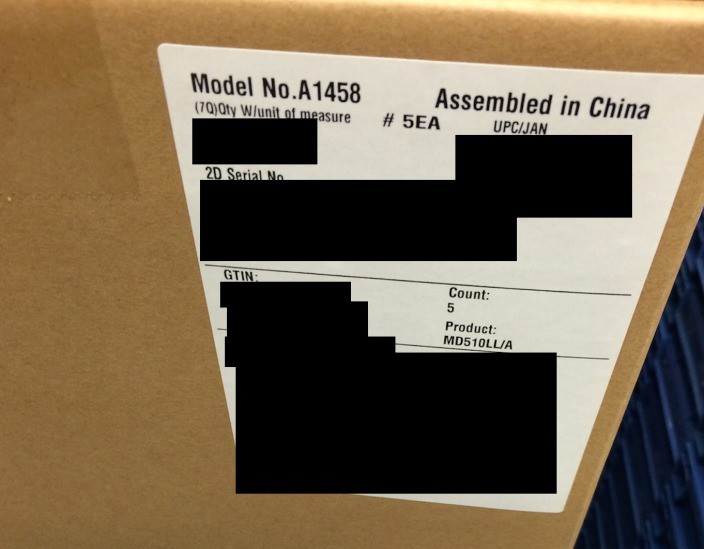 Model No.A1458
Assembled in China
(7Q)Qty W/unit of measure
# 5EA
UPC/JAN
2D Serial No
GTIN:
Count:
5
Product:
MD510LL/A